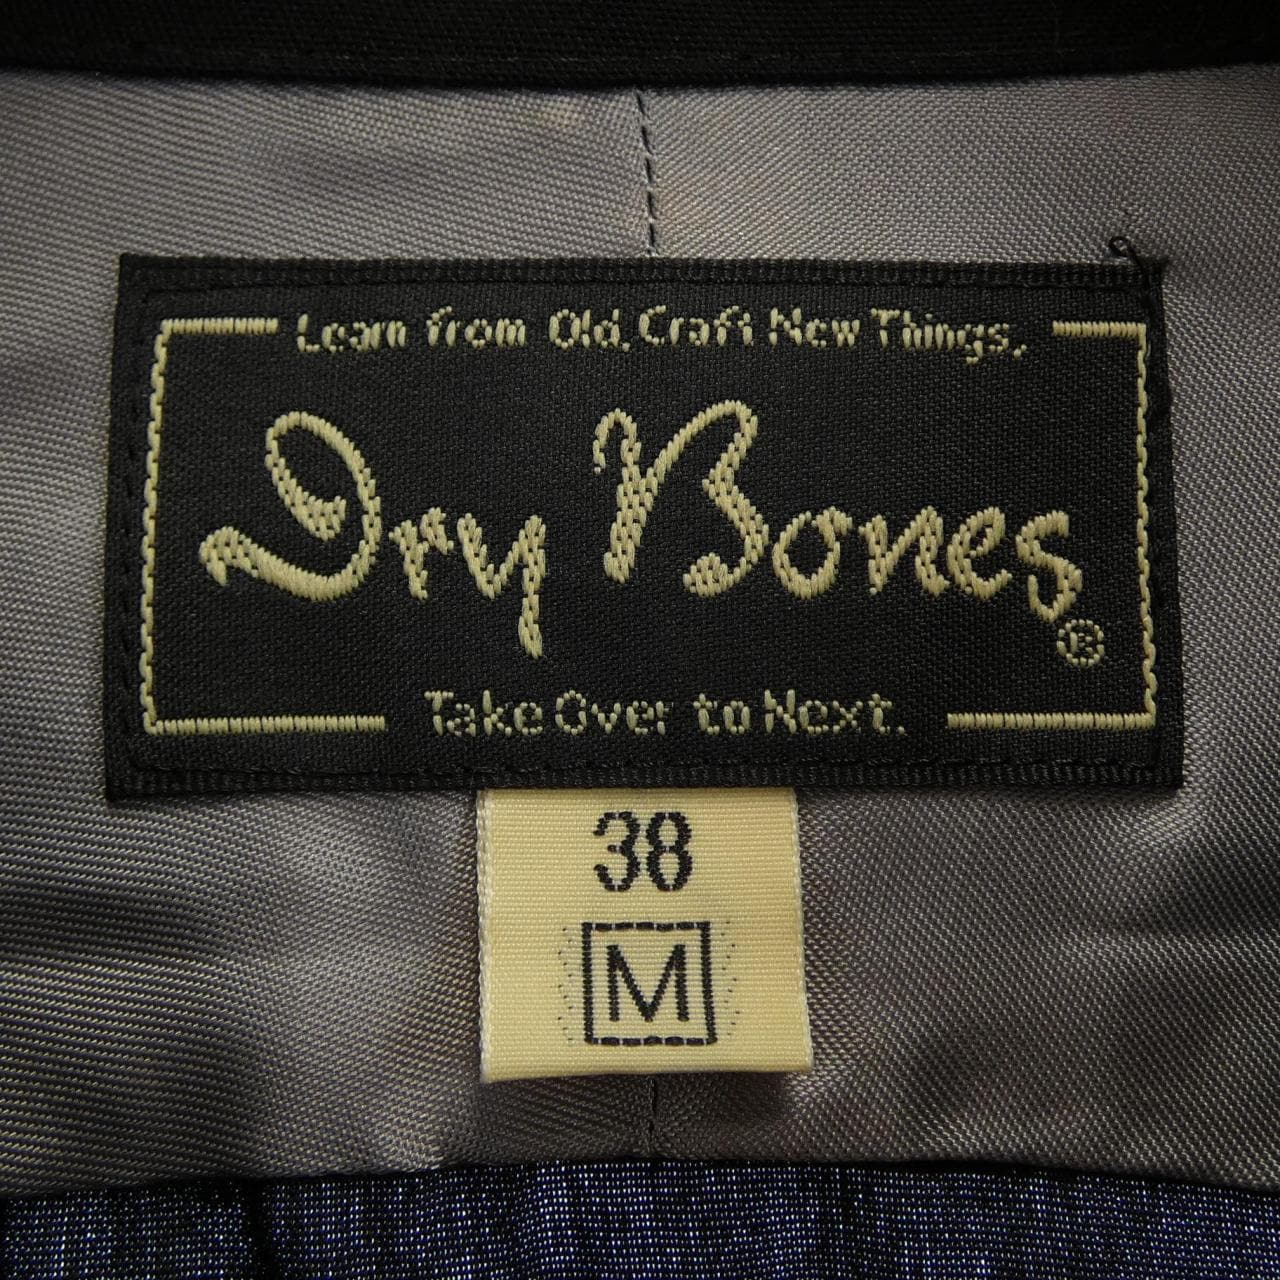 Learn from Old, Craft New Things,
Dry Bones®
Take Over to Next.
38
M